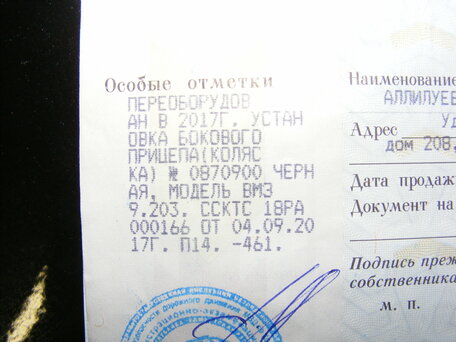 Особые отметки
ПЕРЕОБОРУДОВ
АН В 2017Г. УСТАН
ОВКА БОКОВОГО
ПРИЦЕПА(КОЛЯС
КА) № 0870900 ЧЕРН
АЯ, МОДЕЛЬ ВМЗ
9.203. ССКТС 18РА
000166 ОТ 04.09.20
17Г. П14. -461.
Наименование
АЛЛИЛУЕВ
Адрес Уд
дом 208,
Дата продаж
Документ на
Подпись преж
собственника
м. п.